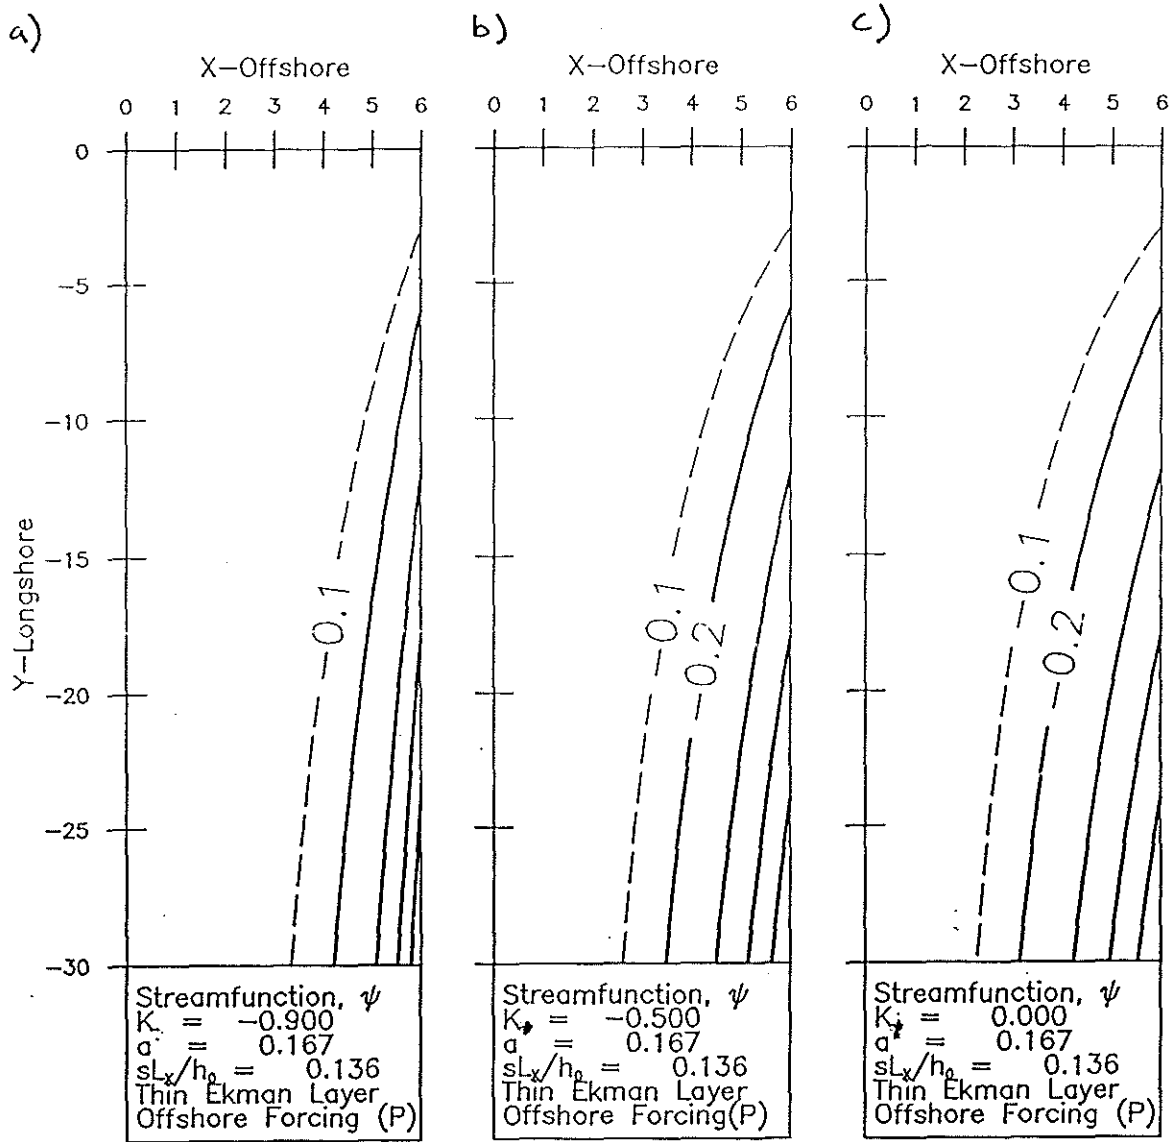 a)
b)
c)
X-Offshore
X-Offshore
X-Offshore
0 1 2 3 4 5 6
0 1 2 3 4 5 6
0 1 2 3 4 5 6
0
-5
-10
-15
-20
-25
-30
Y-Longshore
0.1
0.1
0.2
0.1
0.2
Streamfunction, ψ
K = -0.900
a = 0.167
sLx/h0 = 0.136
Thin Ekman Layer
Offshore Forcing (P)
Streamfunction, ψ
K = -0.500
a = 0.167
sLx/h0 = 0.136
Thin Ekman Layer
Offshore Forcing(P)
Streamfunction, ψ
K = 0.000
a = 0.167
sLx/h0 = 0.136
Thin Ekman Layer
Offshore Forcing (P)